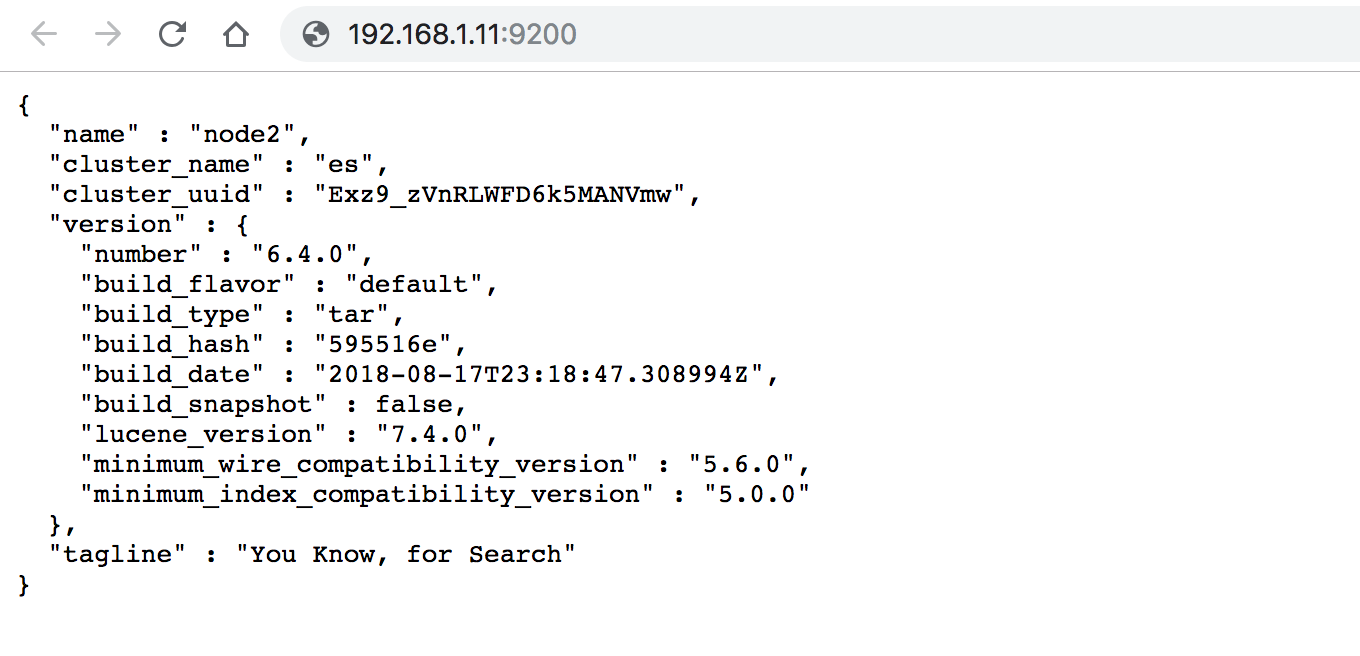 192.168.1.11:9200
{
  "name" : "node2",
  "cluster_name" : "es",
  "cluster_uuid" : "Exz9_zVnRLWFD6k5MANVmw",
  "version" : {
    "number" : "6.4.0",
    "build_flavor" : "default",
    "build_type" : "tar",
    "build_hash" : "595516e",
    "build_date" : "2018-08-17T23:18:47.308994Z",
    "build_snapshot" : false,
    "lucene_version" : "7.4.0",
    "minimum_wire_compatibility_version" : "5.6.0",
    "minimum_index_compatibility_version" : "5.0.0"
  },
  "tagline" : "You Know, for Search"
}